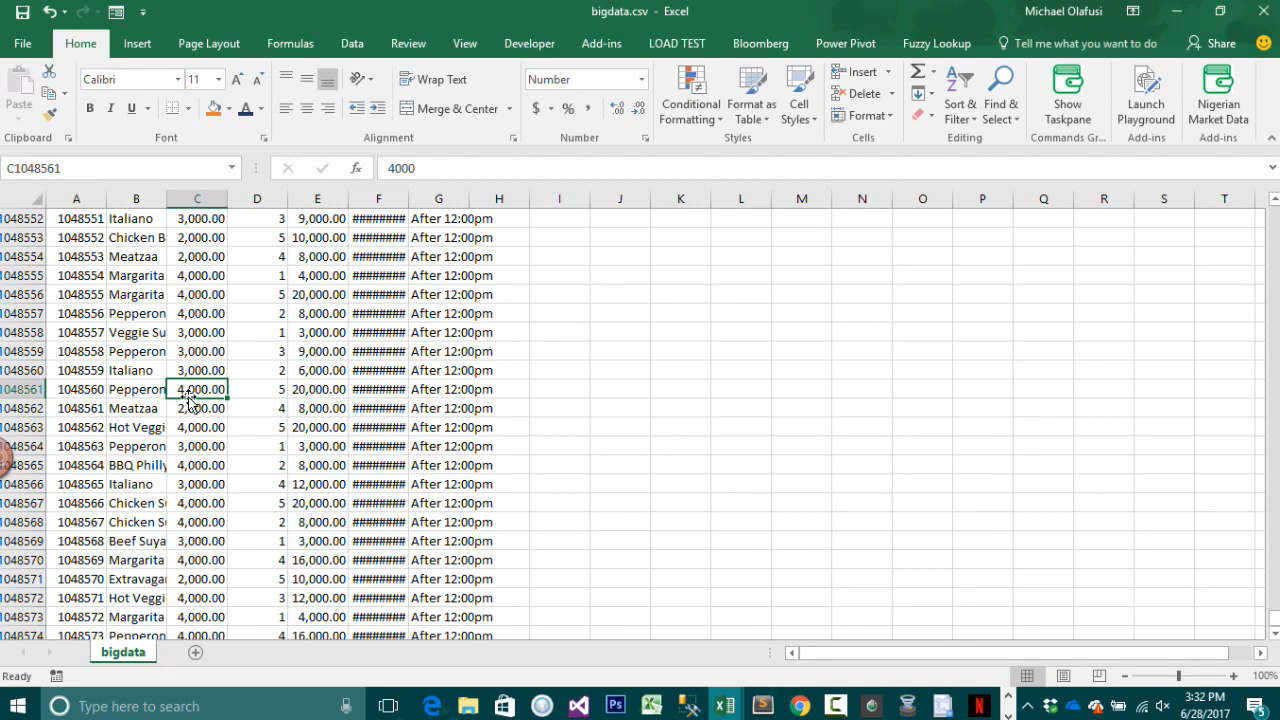 bigdata.csv - Excel
Michael Olafusi
File Home Insert Page Layout Formulas Data Review View Developer Add-ins LOAD TEST Bloomberg Power Pivot Fuzzy Lookup Tell me what you want to do Share
Paste
Clipboard
Calibri 11
B I U A
Font
Wrap Text
Merge & Center
Alignment
Number
$ % ,
Number
Conditional Formatting
Format as Table
Cell Styles
Styles
Insert
Delete
Format
Cells
Sort & Filter
Find & Select
Editing
Show Taskpane
Commands Gr...
Launch Playground
Add-ins
Nigerian Market Data
Add-ins
C1048561 fx 4000
A B C D E F G H I J K L M N O P Q R S T
1048552 1048551 Italiano 3,000.00 3 9,000.00 ######## After 12:00pm
1048553 1048552 Chicken B 2,000.00 5 10,000.00 ######## After 12:00pm
1048554 1048553 Meatzaa 2,000.00 4 8,000.00 ######## After 12:00pm
1048555 1048554 Margarita 4,000.00 1 4,000.00 ######## After 12:00pm
1048556 1048555 Margarita 4,000.00 5 20,000.00 ######## After 12:00pm
1048557 1048556 Pepperon 4,000.00 2 8,000.00 ######## After 12:00pm
1048558 1048557 Veggie Su 3,000.00 1 3,000.00 ######## After 12:00pm
1048559 1048558 Pepperon 3,000.00 3 9,000.00 ######## After 12:00pm
1048560 1048559 Italiano 3,000.00 2 6,000.00 ######## After 12:00pm
1048561 1048560 Pepperon 4,000.00 5 20,000.00 ######## After 12:00pm
1048562 1048561 Meatzaa 2,000.00 4 8,000.00 ######## After 12:00pm
1048563 1048562 Hot Veggi 4,000.00 5 20,000.00 ######## After 12:00pm
1048564 1048563 Pepperon 3,000.00 1 3,000.00 ######## After 12:00pm
1048565 1048564 BBQ Philly 4,000.00 2 8,000.00 ######## After 12:00pm
1048566 1048565 Italiano 3,000.00 4 12,000.00 ######## After 12:00pm
1048567 1048566 Chicken Su 4,000.00 5 20,000.00 ######## After 12:00pm
1048568 1048567 Chicken Su 4,000.00 2 8,000.00 ######## After 12:00pm
1048569 1048568 Beef Suya 3,000.00 1 3,000.00 ######## After 12:00pm
1048570 1048569 Margarita 4,000.00 4 16,000.00 ######## After 12:00pm
1048571 1048570 Extravaga 2,000.00 5 10,000.00 ######## After 12:00pm
1048572 1048571 Hot Veggi 4,000.00 3 12,000.00 ######## After 12:00pm
1048573 1048572 Margarita 4,000.00 1 4,000.00 ######## After 12:00pm
1048574 1048573 Pepperon 4,000.00 4 16,000.00 ######## After 12:00pm
bigdata
Ready
100%
Type here to search
3:32 PM
6/28/2017
5